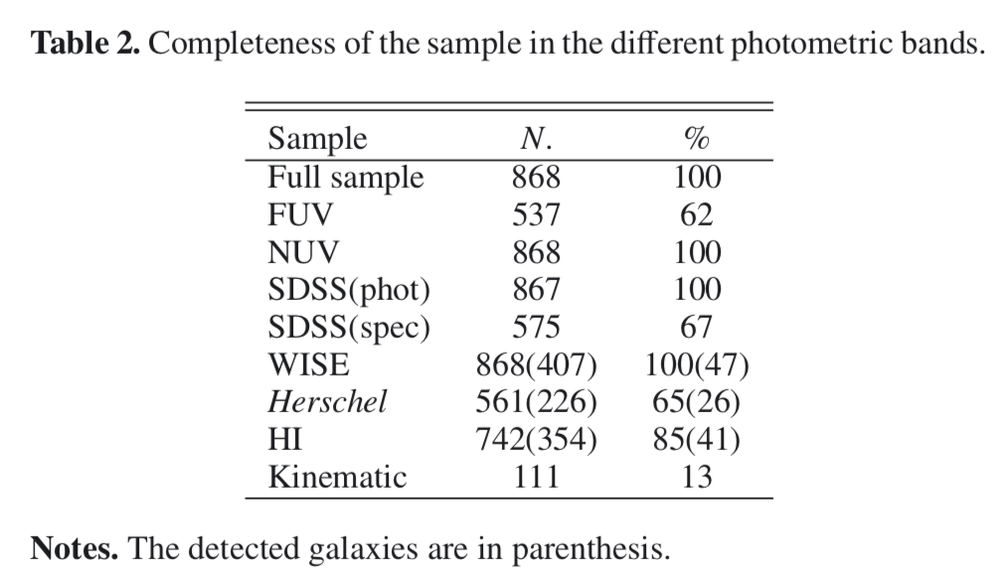 Table 2. Completeness of the sample in the different photometric bands.
Sample N. %
Full sample 868 100
FUV 537 62
NUV 868 100
SDSS(phot) 867 100
SDSS(spec) 575 67
WISE 868(407) 100(47)
Herschel 561(226) 65(26)
HI 742(354) 85(41)
Kinematic 111 13
Notes. The detected galaxies are in parenthesis.